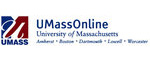 UMassOnline
University of Massachusetts
UMASS
Amherst • Boston • Dartmouth • Lowell • Worcester